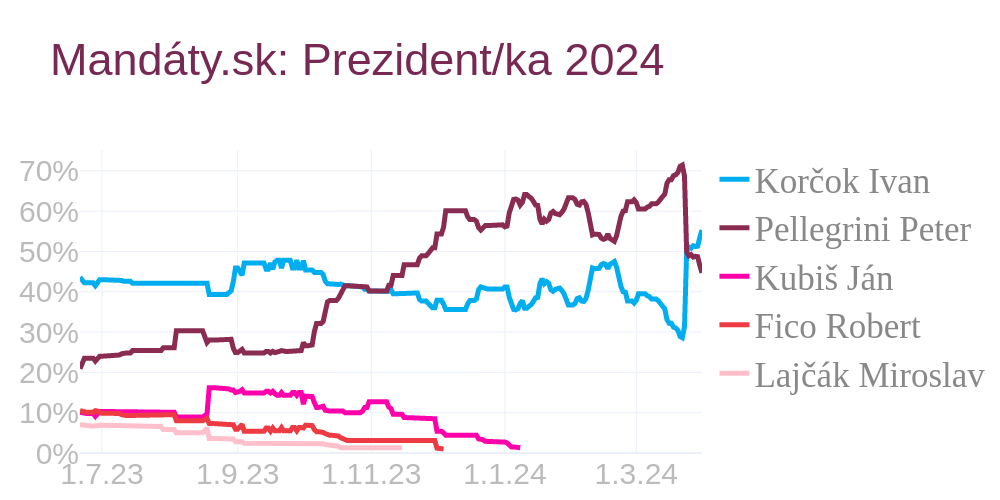 Mandáty.sk: Prezident/ka 2024
70%
60%
50%
40%
30%
20%
10%
0%
1.7.23 1.9.23 1.11.23 1.1.24 1.3.24
Korčok Ivan
Pellegrini Peter
Kubiš Ján
Fico Robert
Lajčák Miroslav